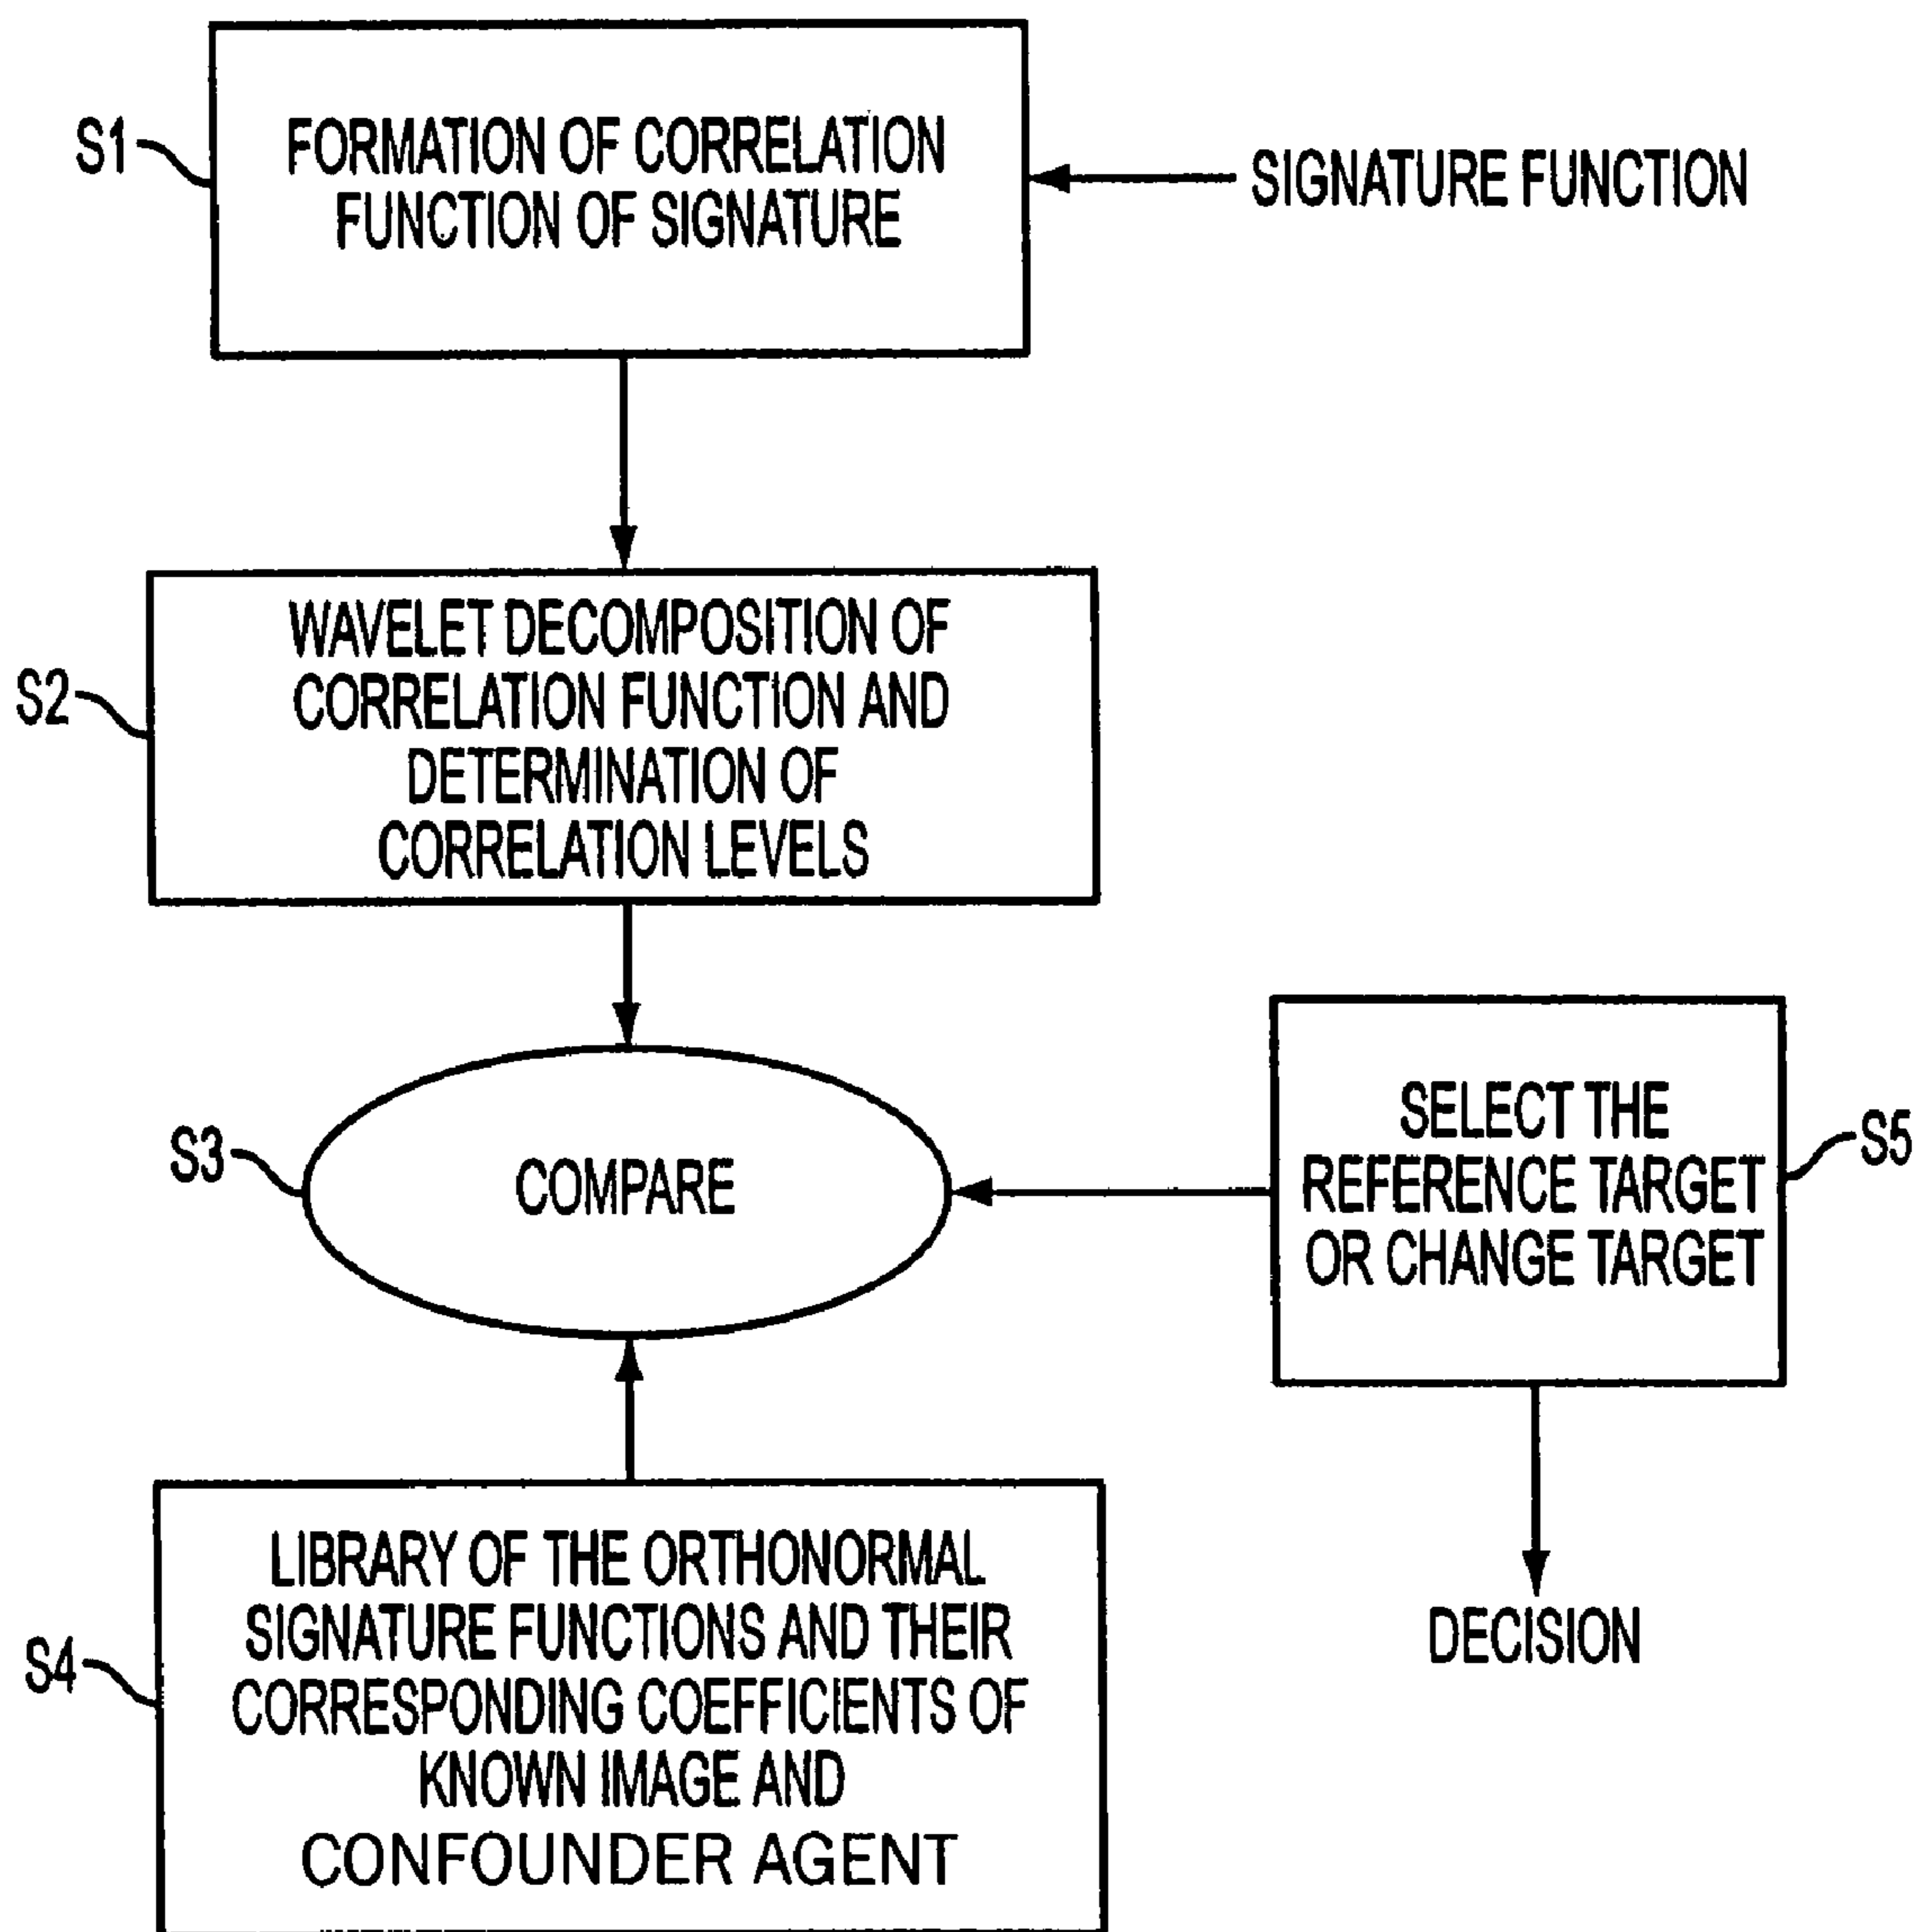 S1
FORMATION OF CORRELATION
FUNCTION OF SIGNATURE
SIGNATURE FUNCTION
S2
WAVELET DECOMPOSITION OF
CORRELATION FUNCTION AND
DETERMINATION OF
CORRELATION LEVELS
S3
COMPARE
SELECT THE
REFERENCE TARGET
OR CHANGE TARGET
S5
S4
LIBRARY OF THE ORTHONORMAL
SIGNATURE FUNCTIONS AND THEIR
CORRESPONDING COEFFICIENTS OF
KNOWN IMAGE AND
CONFOUNDER AGENT
DECISION